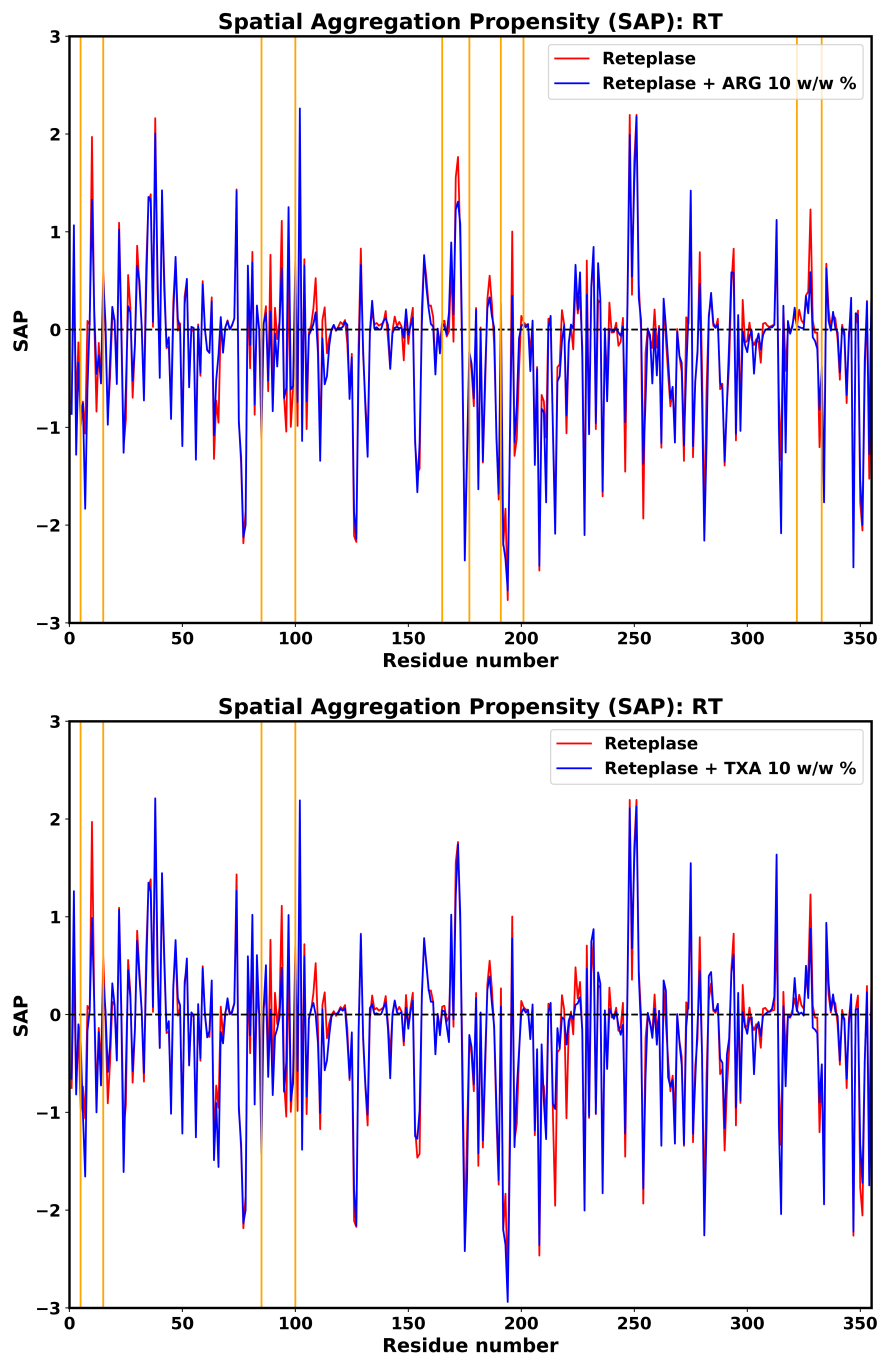 Spatial Aggregation Propensity (SAP): RT
Reteplase
Reteplase + ARG 10 w/w %
SAP
3
2
1
0
−1
−2
−3
0 50 100 150 200 250 300 350
Residue number
Spatial Aggregation Propensity (SAP): RT
Reteplase
Reteplase + TXA 10 w/w %
SAP
3
2
1
0
−1
−2
−3
0 50 100 150 200 250 300 350
Residue number